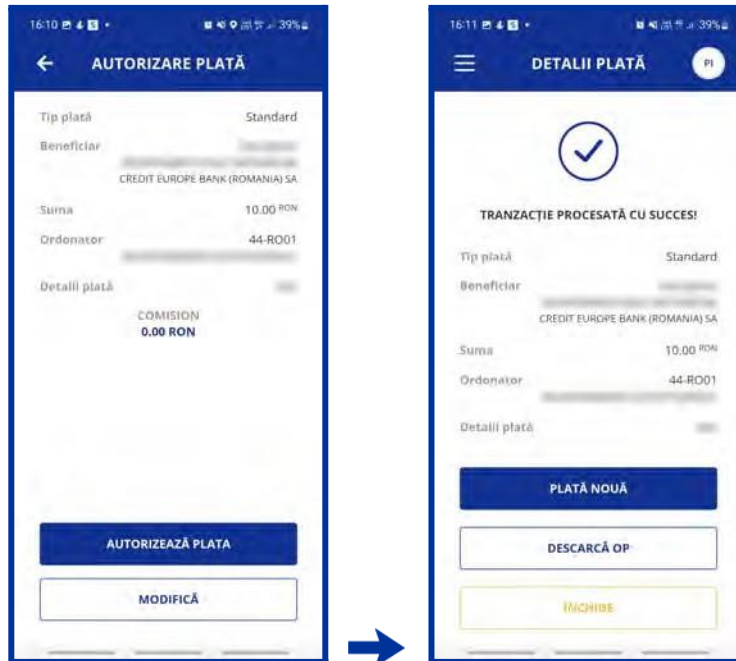 16:10
39%
AUTORIZARE PLATĂ
Tip plată Standard
Beneficiar
CREDIT EUROPE BANK (ROMANIA) SA
Suma 10.00 RON
Ordonator 44-RO01
Detalii plată
COMISION
0.00 RON
AUTORIZEAZĂ PLATA
MODIFICĂ
16:11
39%
DETALII PLATĂ
PI
TRANZACȚIE PROCESATĂ CU SUCCES!
Tip plată Standard
Beneficiar
CREDIT EUROPE BANK (ROMANIA) SA
Suma 10.00 RON
Ordonator 44-RO01
Detalii plată
PLATĂ NOUĂ
DESCARCĂ OP
ÎNCHIDE